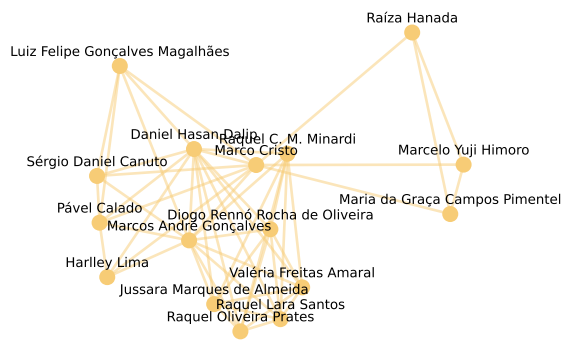 Raíza Hanada
Luiz Felipe Gonçalves Magalhães
Daniel Hasan Dalip
Raquel C. M. Minardi
Marco Cristo
Marcelo Yuji Himoro
Sérgio Daniel Canuto
Maria da Graça Campos Pimentel
Pável Calado
Diogo Rennó Rocha de Oliveira
Marcos André Gonçalves
Harlley Lima
Valéria Freitas Amaral
Jussara Marques de Almeida
Raquel Lara Santos
Raquel Oliveira Prates